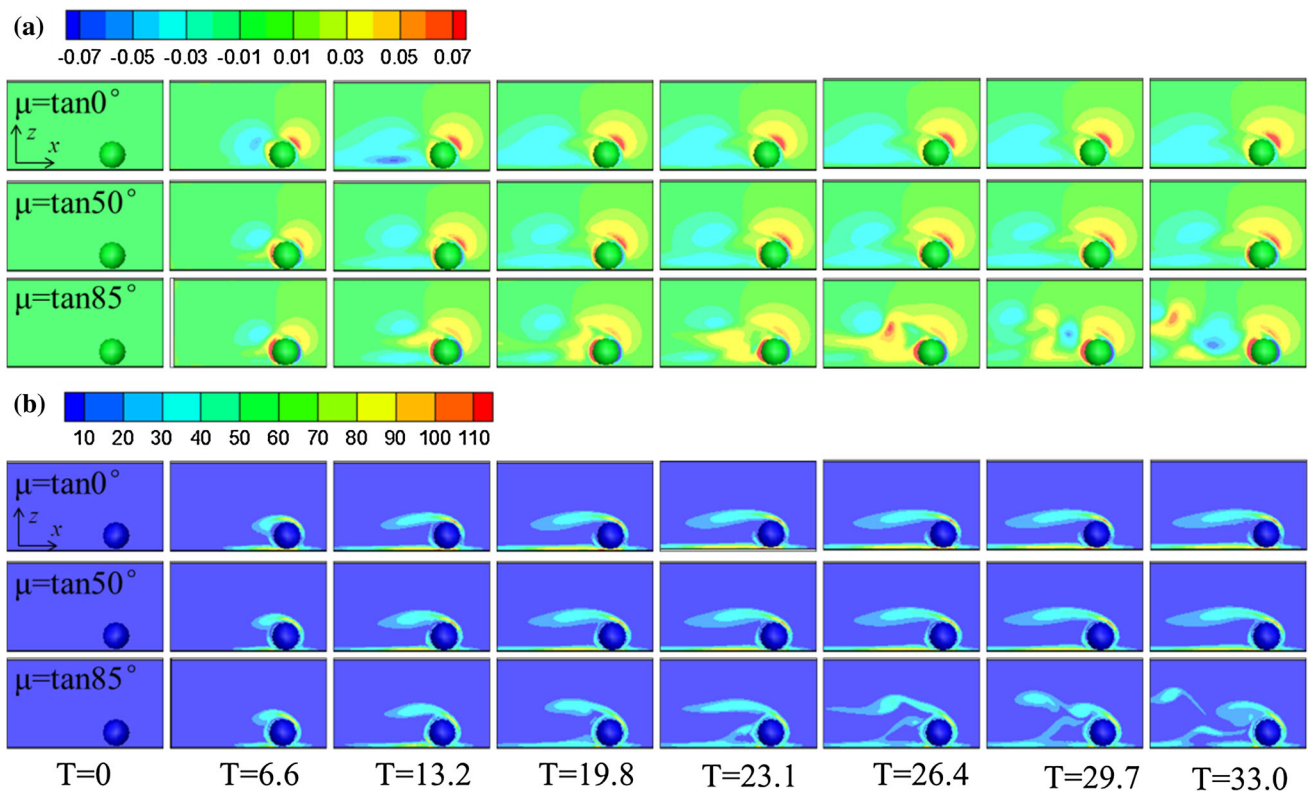 (a)
-0.07 -0.05 -0.03 -0.01 0.01 0.03 0.05 0.07
μ=tan0°
z
x
μ=tan50°
μ=tan85°
(b)
10 20 30 40 50 60 70 80 90 100 110
μ=tan0°
z
x
μ=tan50°
μ=tan85°
T=0 T=6.6 T=13.2 T=19.8 T=23.1 T=26.4 T=29.7 T=33.0